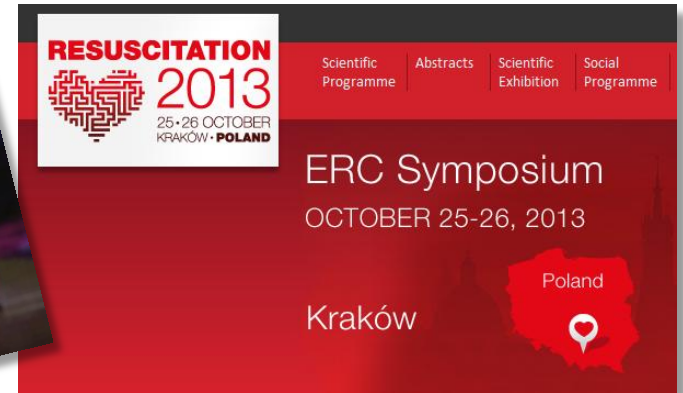 RESUSCITATION
2013
25•26 OCTOBER
KRAKÓW • POLAND
Scientific
Programme
Abstracts
Scientific
Exhibition
Social
Programme
ERC Symposium
OCTOBER 25-26, 2013
Poland
Kraków